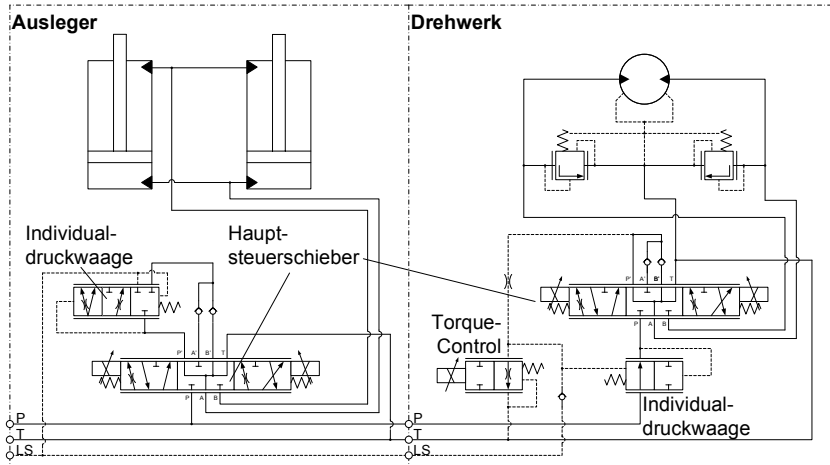 Ausleger
Drehwerk
Individual-
druckwaage
Haupt-
steuerschieber
P' A' B' T
P' A' B' T
P A B
P A B
Torque-
Control
Individual-
druckwaage
P
T
LS
P
T
LS